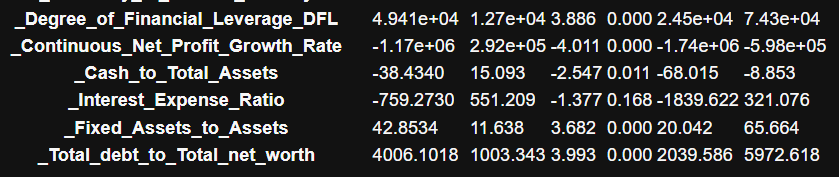 _Degree_of_Financial_Leverage_DFL 4.941e+04 1.27e+04 3.886 0.000 2.45e+04 7.43e+04
_Continuous_Net_Profit_Growth_Rate -1.17e+06 2.92e+05 -4.011 0.000 -1.74e+06 -5.98e+05
_Cash_to_Total_Assets -38.4340 15.093 -2.547 0.011 -68.015 -8.853
_Interest_Expense_Ratio -759.2730 551.209 -1.377 0.168 -1839.622 321.076
_Fixed_Assets_to_Assets 42.8534 11.638 3.682 0.000 20.042 65.664
_Total_debt_to_Total_net_worth 4006.1018 1003.343 3.993 0.000 2039.586 5972.618